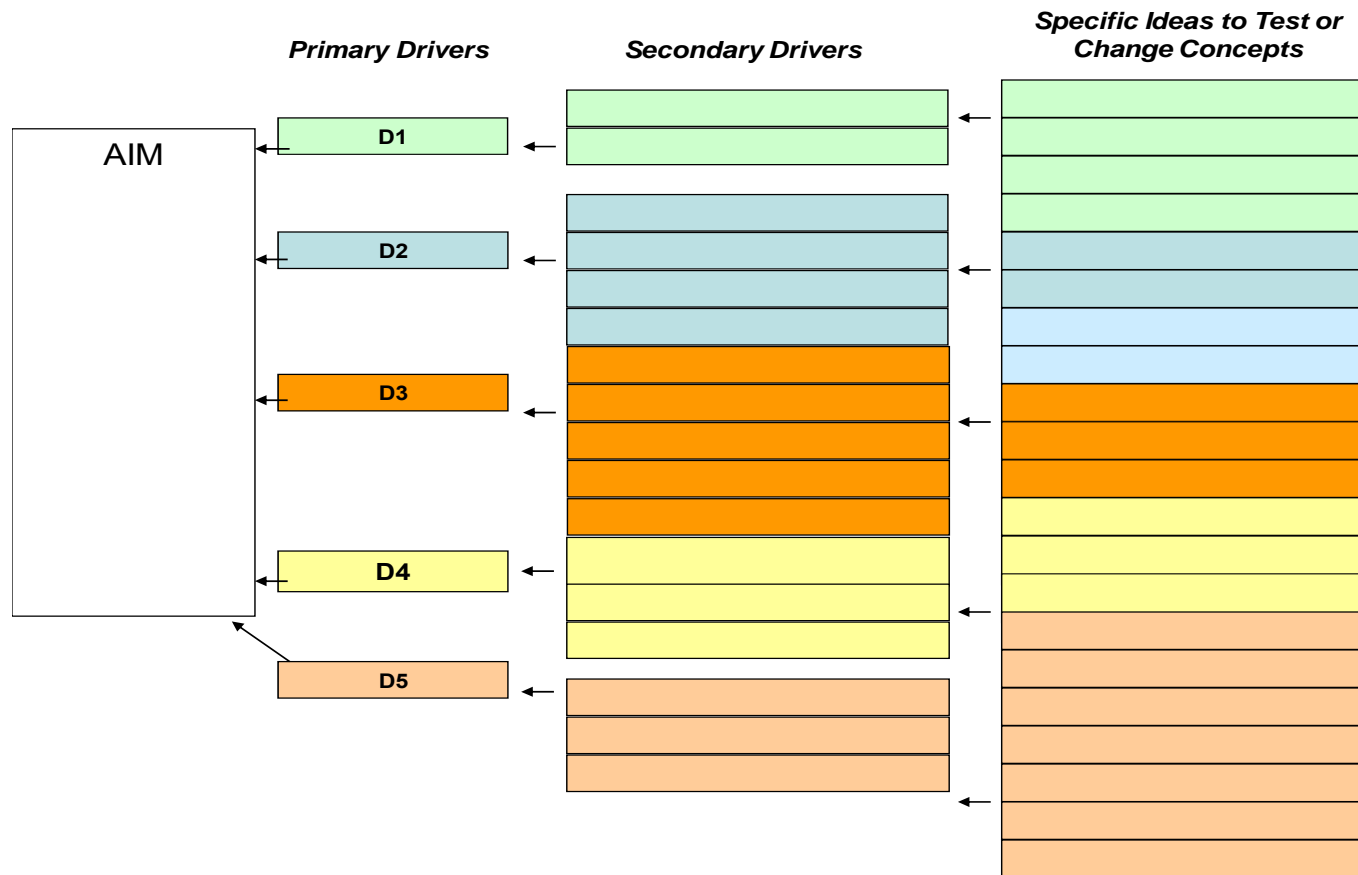 Primary Drivers
Secondary Drivers
Specific Ideas to Test or
Change Concepts
AIM
D1
D2
D3
D4
D5